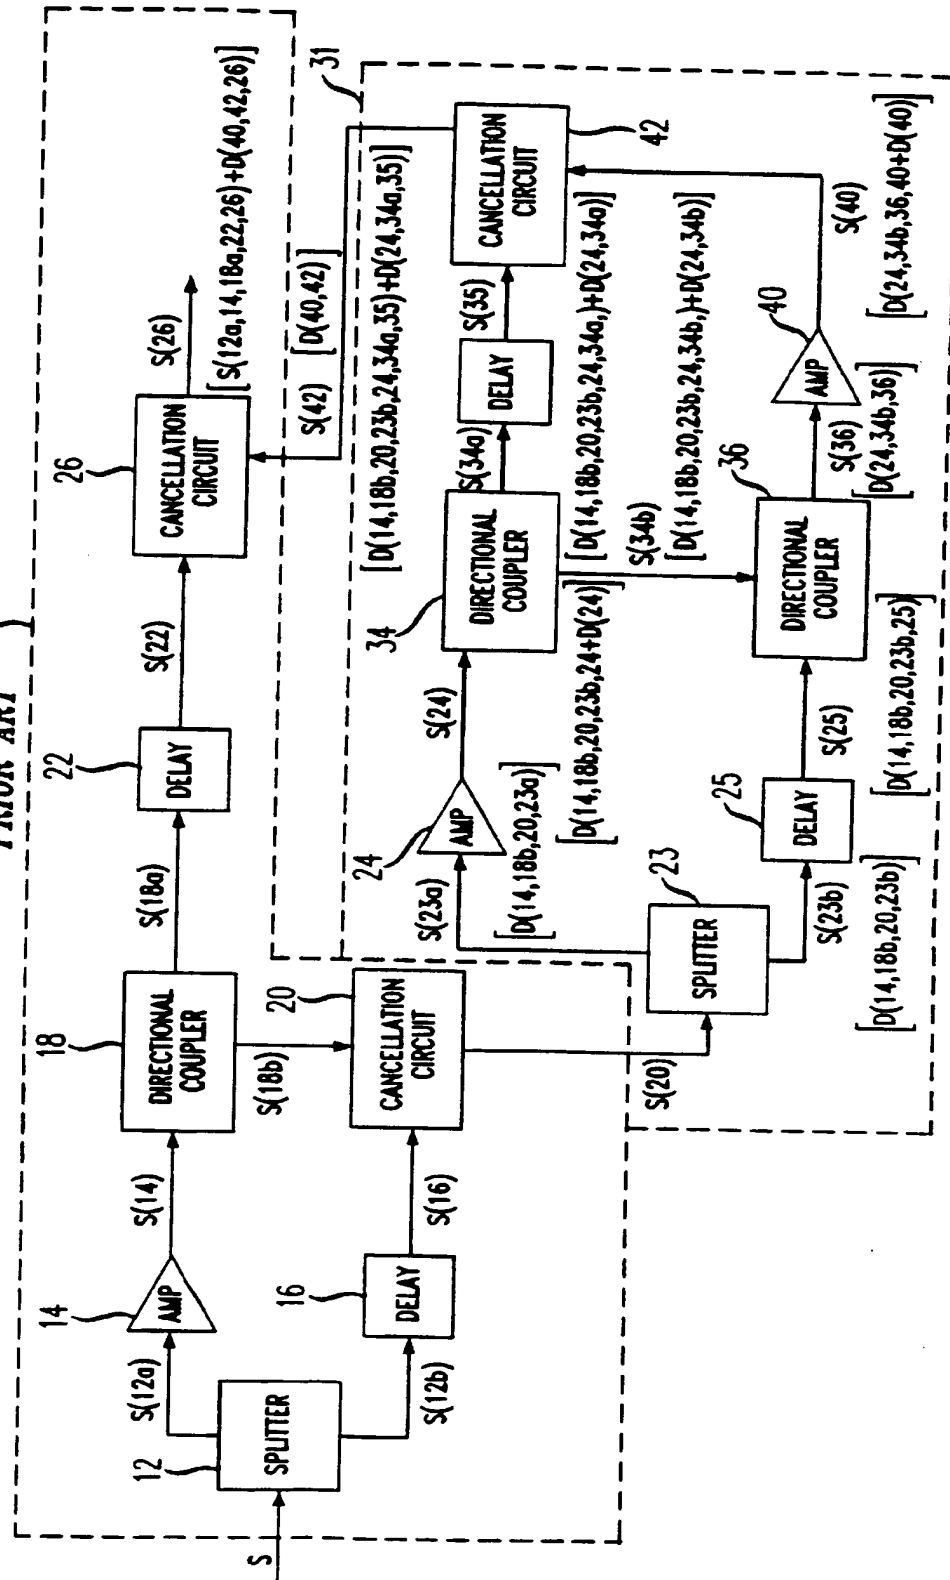 PRIOR ART
26
S(26)
[S(12a,14,18a,22,26)+D(40,42,26)]
CANCELLATION
CIRCUIT
S(22)
22
DELAY
S(18a)
18
DIRECTIONAL
COUPLER
S(14)
14
AMP
S(12a)
12
SPLITTER
S
S(12b)
16
DELAY
S(16)
S(18b)
20
CANCELLATION
CIRCUIT
S(20)
S(42)
[D(40,42)]
31
[D(14,18b,20,23b,24,34a,35)+D(24,34a,35)]
CANCELLATION
CIRCUIT
42
S(35)
DELAY
S(34a)
[D(14,18b,20,23b,24,34a,)+D(24,34a)]
34
DIRECTIONAL
COUPLER
S(34b)
[D(14,18b,20,23b,24,34b,)+D(24,34b)]
S(24)
[D(14,18b,20,23b,24+D(24)]
24
AMP
S(23a)
[D(14,18b,20,23a)]
23
SPLITTER
S(23b)
[D(14,18b,20,23b)]
25
DELAY
S(25)
[D(14,18b,20,23b,25)]
36
DIRECTIONAL
COUPLER
S(36)
[D(24,34b,36)]
40
AMP
S(40)
[D(24,34b,36,40+D(40)]